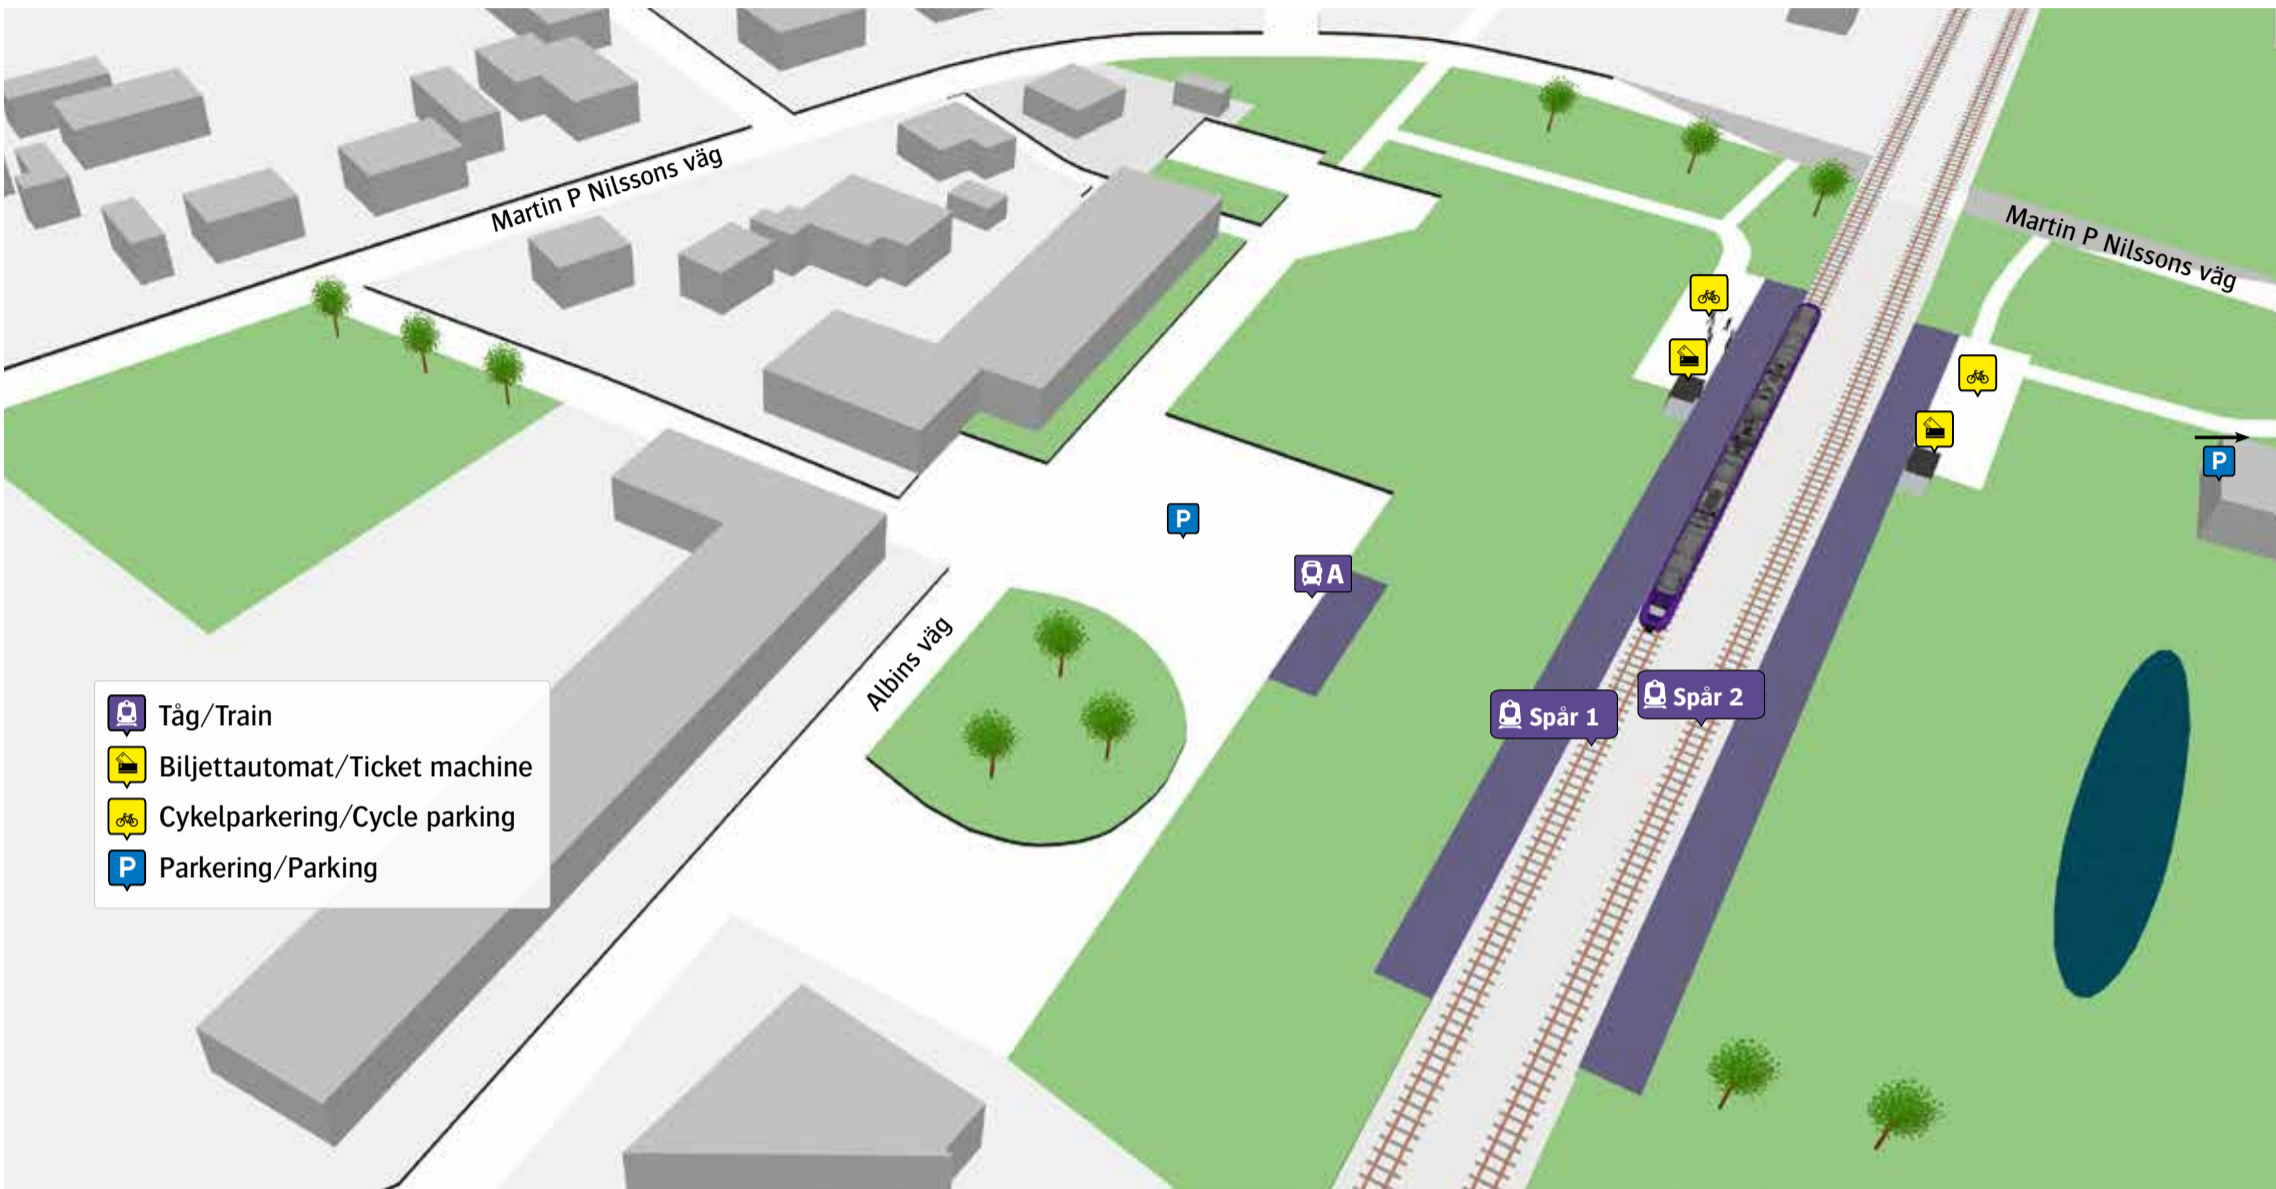 Martin P Nilssons väg
Martin P Nilssons väg
P
P
A
Albins väg
Spår 2
Spår 1
Tåg/Train
Biljettautomat/Ticket machine
Cykelparkering/Cycle parking
P Parkering/Parking